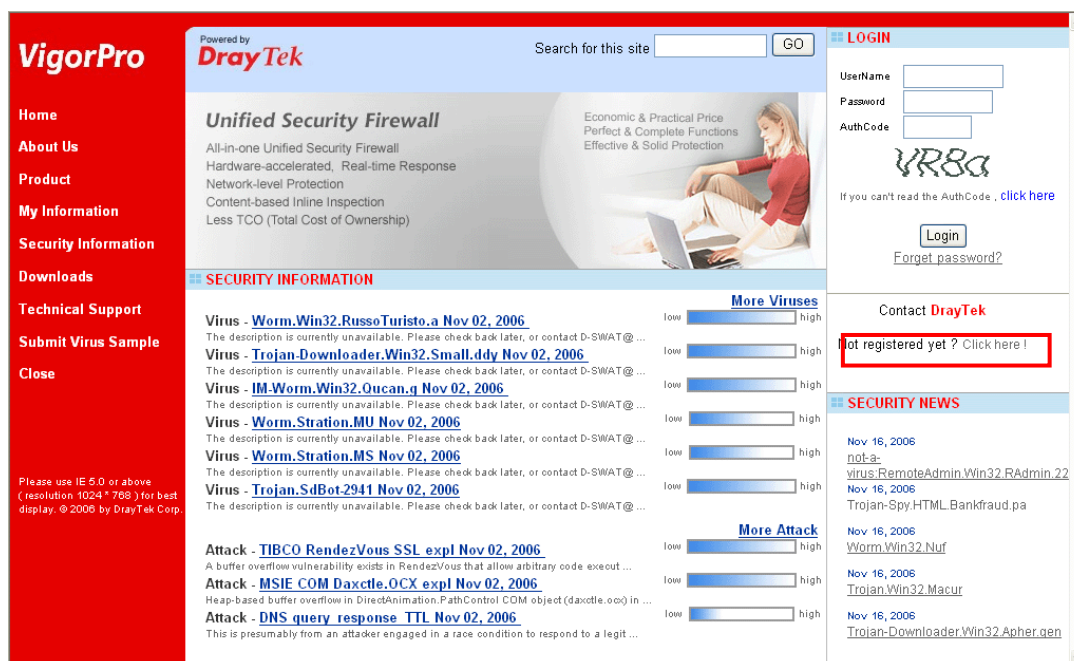 VigorPro
Home
About Us
Product
My Information
Security Information
Downloads
Technical Support
Submit Virus Sample
Close
Please use IE 5.0 or above
( resolution 1024 * 768 ) for best
display. © 2006 by DrayTek Corp.
Powered by
DrayTek
Search for this site
GO
Unified Security Firewall
All-in-one Unified Security Firewall
Hardware-accelerated, Real-time Response
Network-level Protection
Content-based Inline Inspection
Less TCO (Total Cost of Ownership)
Economic & Practical Price
Perfect & Complete Functions
Effective & Solid Protection
SECURITY INFORMATION
More Viruses
Virus - Worm.Win32.RussoTuristo.a Nov 02, 2006
low high
The description is currently unavailable. Please check back later, or contact D-SWAT@ ...
Virus - Trojan-Downloader.Win32.Small.ddy Nov 02, 2006
low high
The description is currently unavailable. Please check back later, or contact D-SWAT@ ...
Virus - IM-Worm.Win32.Qucan.g Nov 02, 2006
low high
The description is currently unavailable. Please check back later, or contact D-SWAT@ ...
Virus - Worm.Stration.MU Nov 02, 2006
low high
The description is currently unavailable. Please check back later, or contact D-SWAT@ ...
Virus - Worm.Stration.MS Nov 02, 2006
low high
The description is currently unavailable. Please check back later, or contact D-SWAT@ ...
Virus - Trojan.SdBot-2941 Nov 02, 2006
low high
The description is currently unavailable. Please check back later, or contact D-SWAT@ ...
More Attack
Attack - TIBCO RendezVous SSL expl Nov 02, 2006
low high
A buffer overflow vulnerability exists in RendezVous that allow arbitrary code execut ...
Attack - MSIE COM Daxctle.OCX expl Nov 02, 2006
low high
Heap-based buffer overflow in DirectAnimation.PathControl COM object (daxctle.ocx) in ...
Attack - DNS query response TTL Nov 02, 2006
low high
This is presumably from an attacker engaged in a race condition to respond to a legit ...
LOGIN
UserName
Password
AuthCode
VR8a
If you can't read the AuthCode , click here
Login
Forget password?
Contact DrayTek
Not registered yet ? Click here !
SECURITY NEWS
Nov 16, 2006
not-a-
virus:RemoteAdmin.Win32.RAdmin.22
Nov 16, 2006
Trojan-Spy.HTML.Bankfraud.pa
Nov 16, 2006
Worm.Win32.Nuf
Nov 16, 2006
Trojan.Win32.Macur
Nov 16, 2006
Trojan-Downloader.Win32.Apher.gen